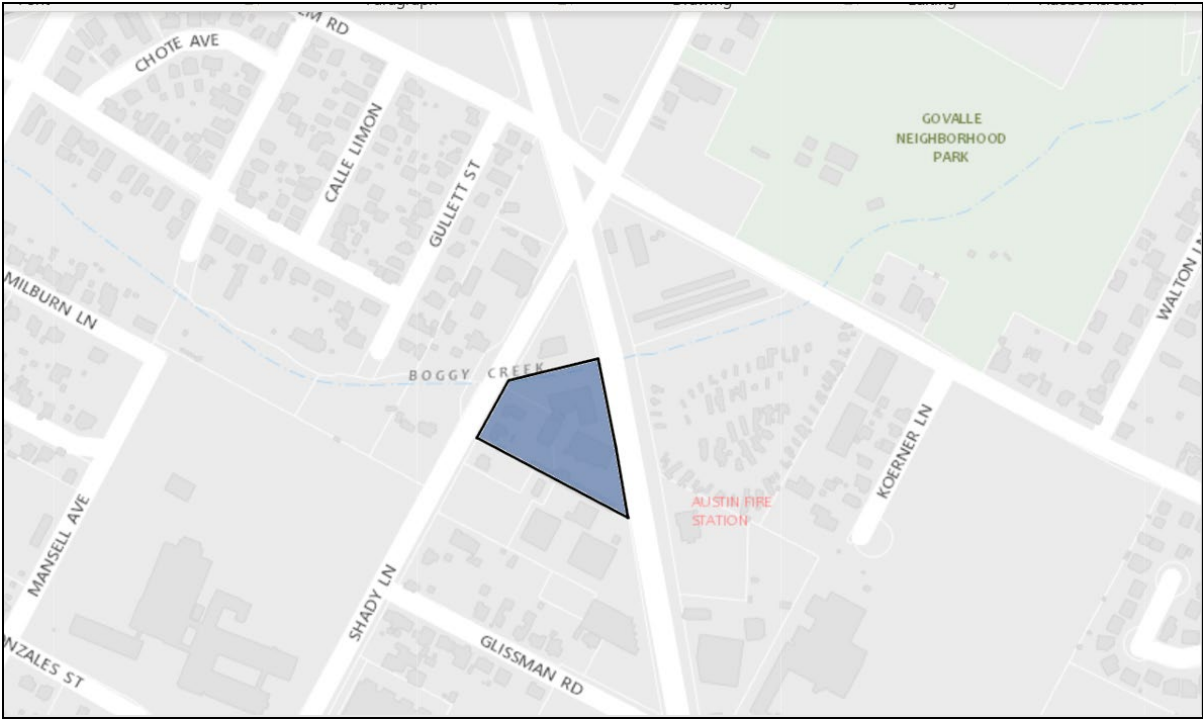 CHOTE AVE
CALLE LIMON
GULLETT ST
GOVALLE
NEIGHBORHOOD
PARK
WALTON
MILBURN LN
BOGGY CREEK
KOERNER LN
AUSTIN FIRE
STATION
MANSELL AVE
SHADY LN
GLISSMAN RD
ST
RD